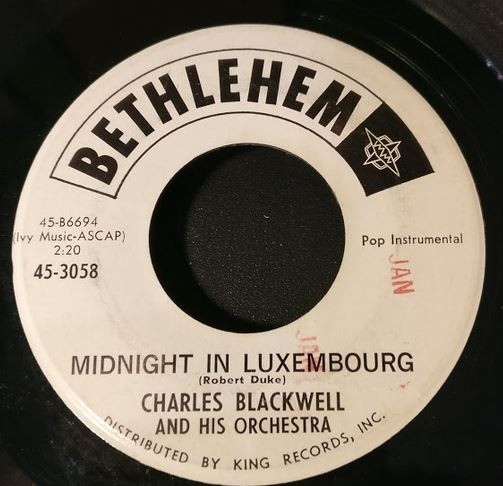 BETHLEHEM
45-B6694
(Ivy Music-ASCAP)
2:20
45-3058
Pop Instrumental
JAN
JAN
MIDNIGHT IN LUXEMBOURG
(Robert Duke)
CHARLES BLACKWELL
AND HIS ORCHESTRA
DISTRIBUTED BY KING RECORDS, INC.